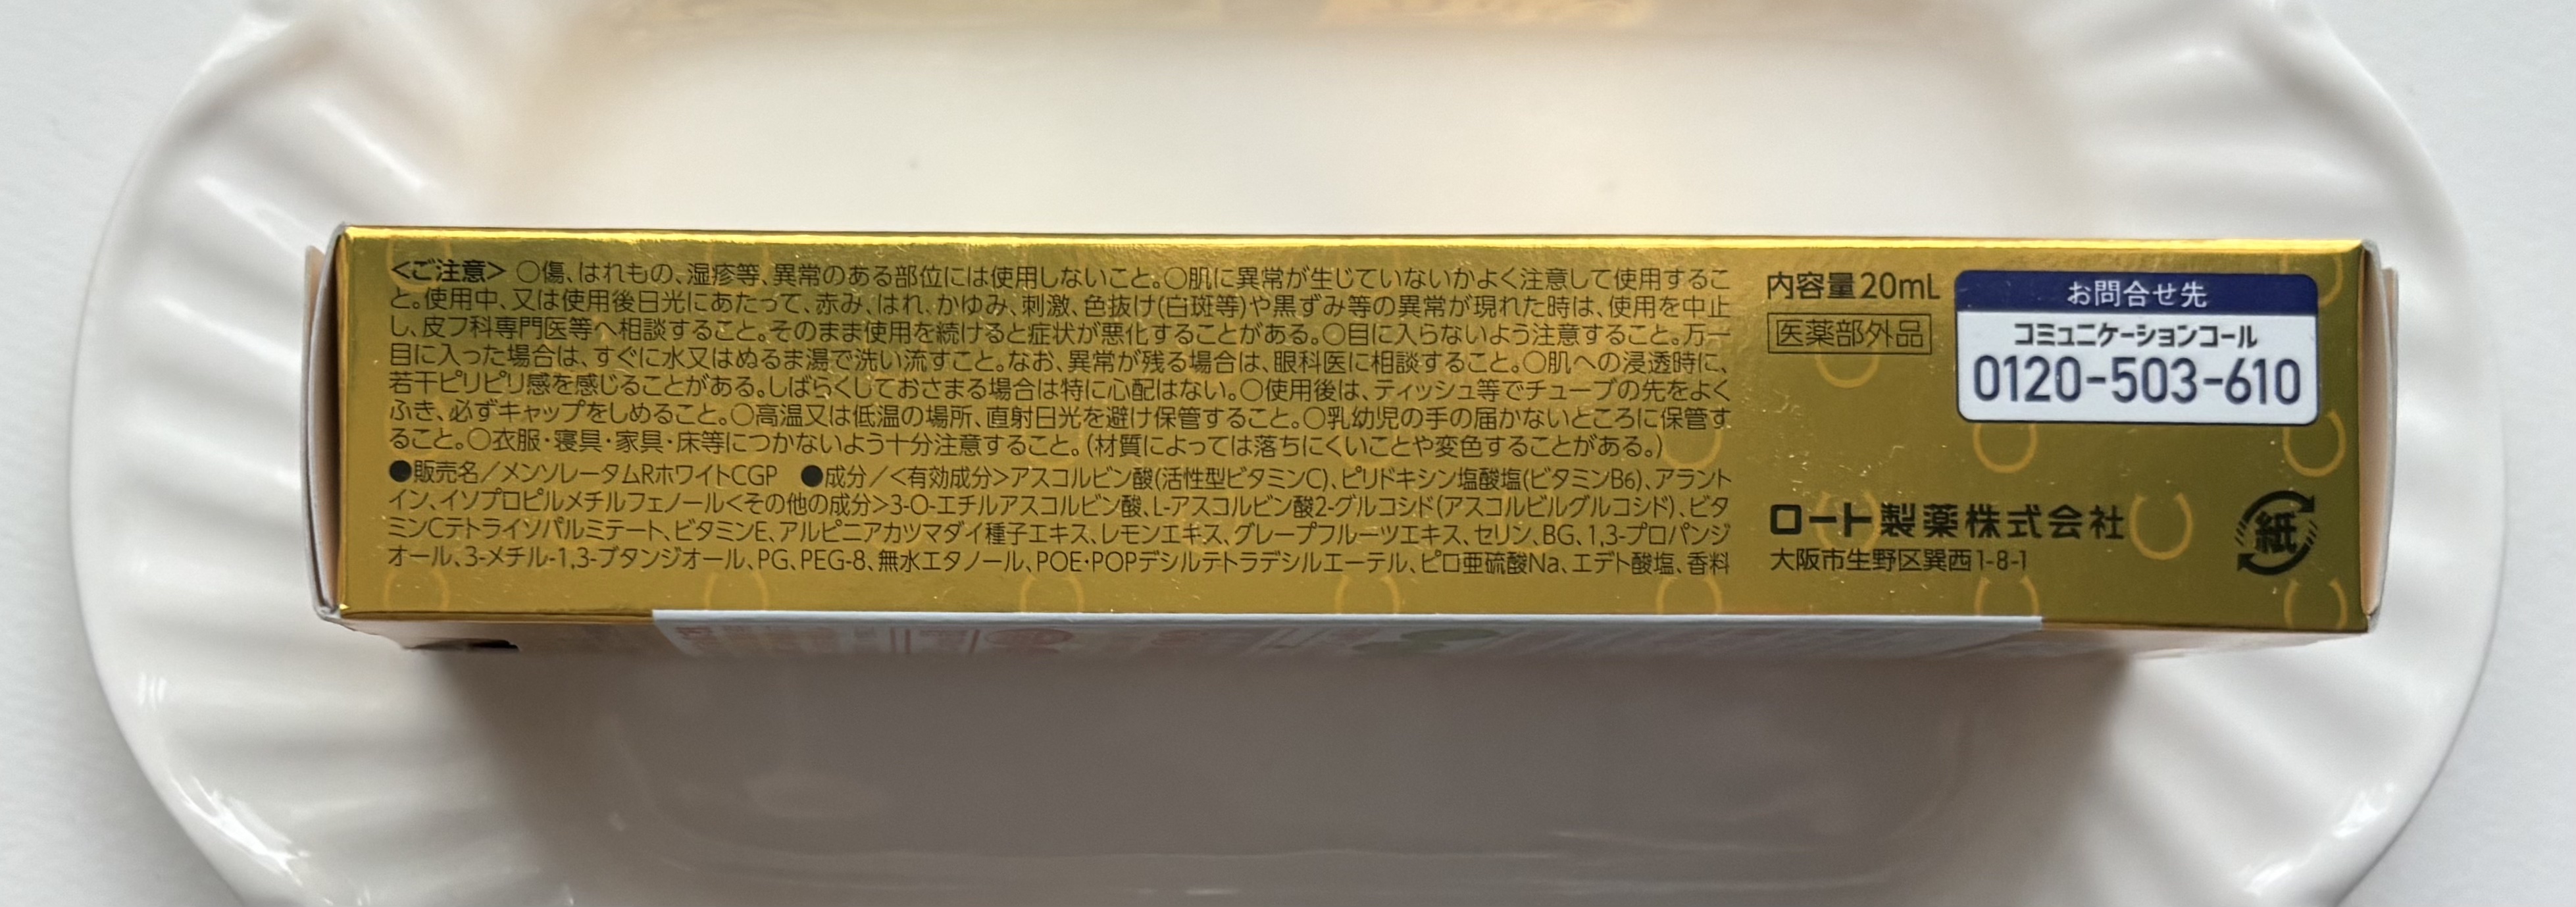 <ご注意> ○傷、はれもの、湿疹等、異常のある部位には使用しないこと。○肌に異常が生じていないかよく注意して使用するこ
と。使用中、又は使用後日光にあたって、赤み、はれ、かゆみ、刺激、色抜け(白斑等)や黒ずみ等の異常が現れた時は、使用を中止
し、皮フ科専門医等へ相談すること。そのまま使用を続けると症状が悪化することがある。○目に入らないよう注意すること。万一
目に入った場合は、すぐに水又はぬるま湯で洗い流すこと。なお、異常が残る場合は、眼科医に相談すること。○肌への浸透時に、
若干ピリピリ感を感じることがある。しばらくしておさまる場合は特に心配はない。○使用後は、ティッシュ等でチューブの先をよく
ふき、必ずキャップをしめること。○高温又は低温の場所、直射日光を避け保管すること。○乳幼児の手の届かないところに保管す
ること。○衣服・寝具・家具・床等につかないよう十分注意すること。(材質によっては落ちにくいことや変色することがある。)
●販売名/メンソレータムRホワイトCGP ●成分/<有効成分>アスコルビン酸(活性型ビタミンC)、ピリドキシン塩酸塩(ビタミンB6)、アラント
イン、イソプロピルメチルフェノール<その他の成分>3-O-エチルアスコルビン酸、L-アスコルビン酸2-グルコシド(アスコルビルグルコシド)、ビタ
ミンCテトライソパルミテート、ビタミンE、アルピニアカツマダイ種子エキス、レモンエキス、グレープフルーツエキス、セリン、BG、1,3-プロパンジ
オール、3-メチル-1,3-ブタンジオール、PG、PEG-8、無水エタノール、POE・POPデシルテトラデシルエーテル、ピロ亜硫酸Na、エデト酸塩、香料
内容量20mL
医薬部外品
お問合せ先
コミュニケーションコール
0120-503-610
ロート製薬株式会社
大阪市生野区巽西1-8-1
紙